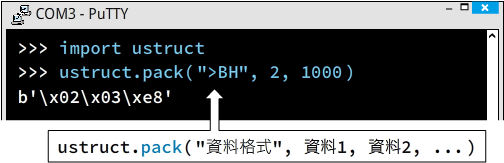 COM3 - PuTTY
>>> import ustruct
>>> ustruct.pack(">BH", 2, 1000)
b'\x02\x03\xe8'
ustruct.pack("資料格式", 資料1, 資料2, ...)